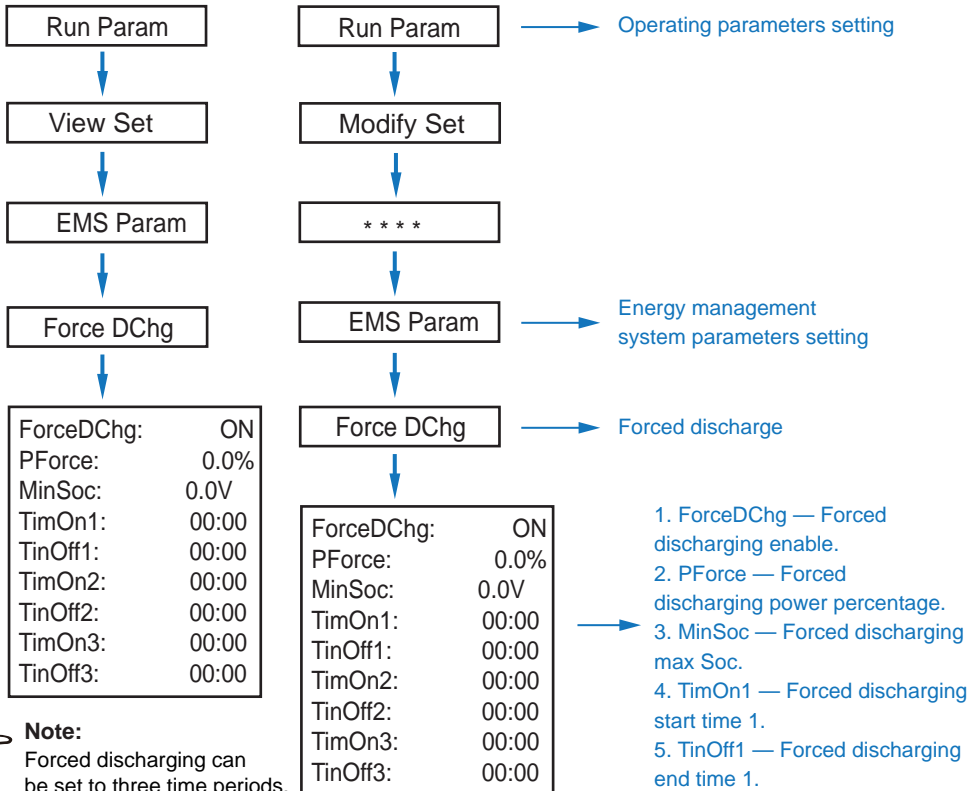 Run Param
View Set
EMS Param
Force DChg
ForceDChg: ON
PForce: 0.0%
MinSoc: 0.0V
TimOn1: 00:00
TinOff1: 00:00
TimOn2: 00:00
TinOff2: 00:00
TimOn3: 00:00
TinOff3: 00:00
Note:
Forced discharging can
be set to three time periods.
Run Param
Modify Set
* * * *
EMS Param
Force DChg
ForceDChg: ON
PForce: 0.0%
MinSoc: 0.0V
TimOn1: 00:00
TinOff1: 00:00
TimOn2: 00:00
TinOff2: 00:00
TimOn3: 00:00
TinOff3: 00:00
Operating parameters setting
Energy management
system parameters setting
Forced discharge
1. ForceDChg — Forced
discharging enable.
2. PForce — Forced
discharging power percentage.
3. MinSoc — Forced discharging
max Soc.
4. TimOn1 — Forced discharging
start time 1.
5. TinOff1 — Forced discharging
end time 1.